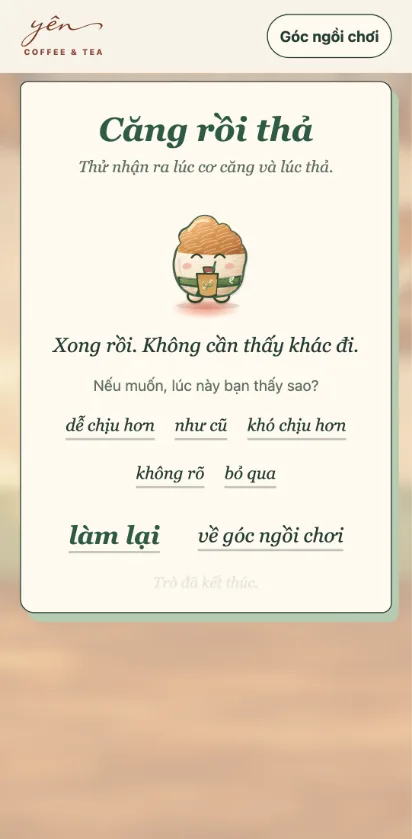 yên
COFFEE & TEA
Góc ngồi chơi
Căng rồi thả
Thử nhận ra lúc cơ căng và lúc thả.
Xong rồi. Không cần thấy khác đi.
Nếu muốn, lúc này bạn thấy sao?
dễ chịu hơn như cũ khó chịu hơn
không rõ bỏ qua
làm lại về góc ngồi chơi
Trò đã kết thúc.